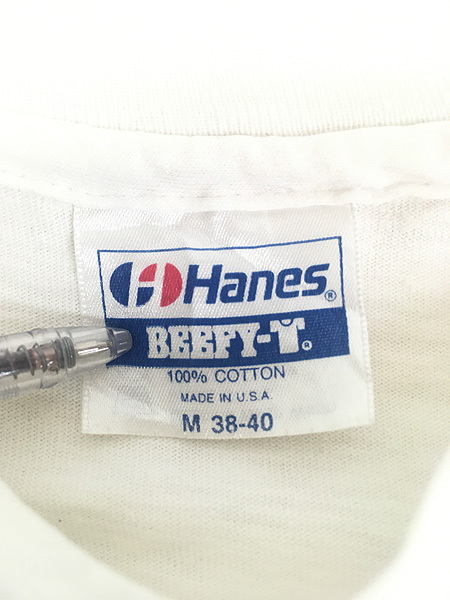 Hanes®
BEEFY-T®
100% COTTON
MADE IN U.S.A.
M 38-40